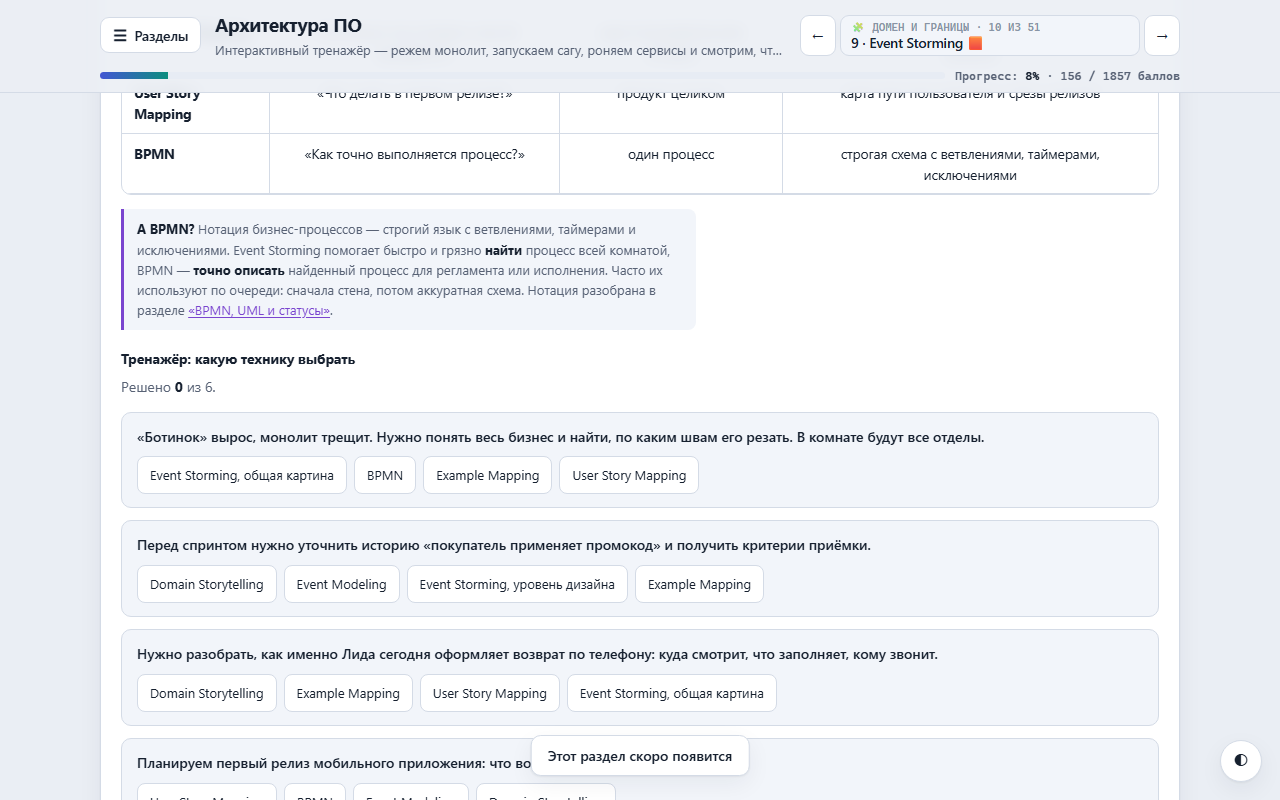 ☰ Разделы
Архитектура ПО
Интерактивный тренажёр — режем монолит, запускаем сагу, роняем сервисы и смотрим, чт…
←
ДОМЕН И ГРАНИЦЫ · 10 ИЗ 51
9 · Event Storming
→
Прогресс: 8% · 156 / 1857 баллов
User Story
Mapping
«Что делать в первом релизе?»
продукт целиком
карта пути пользователя и срезы релизов
BPMN
«Как точно выполняется процесс?»
один процесс
строгая схема с ветвлениями, таймерами,
исключениями
А BPMN? Нотация бизнес-процессов — строгий язык с ветвлениями, таймерами и
исключениями. Event Storming помогает быстро и грязно найти процесс всей комнатой,
BPMN — точно описать найденный процесс для регламента или исполнения. Часто их
используют по очереди: сначала стена, потом аккуратная схема. Нотация разобрана в
разделе «BPMN, UML и статусы».
Тренажёр: какую технику выбрать
Решено 0 из 6.
«Ботинок» вырос, монолит трещит. Нужно понять весь бизнес и найти, по каким швам его резать. В комнате будут все отделы.
Event Storming, общая картина
BPMN
Example Mapping
User Story Mapping
Перед спринтом нужно уточнить историю «покупатель применяет промокод» и получить критерии приёмки.
Domain Storytelling
Event Modeling
Event Storming, уровень дизайна
Example Mapping
Нужно разобрать, как именно Лида сегодня оформляет возврат по телефону: куда смотрит, что заполняет, кому звонит.
Domain Storytelling
Example Mapping
User Story Mapping
Event Storming, общая картина
Планируем первый релиз мобильного приложения: что во
Этот раздел скоро появится
User Story Mapping
BPMN
Event Modeling
Domain Storytelling